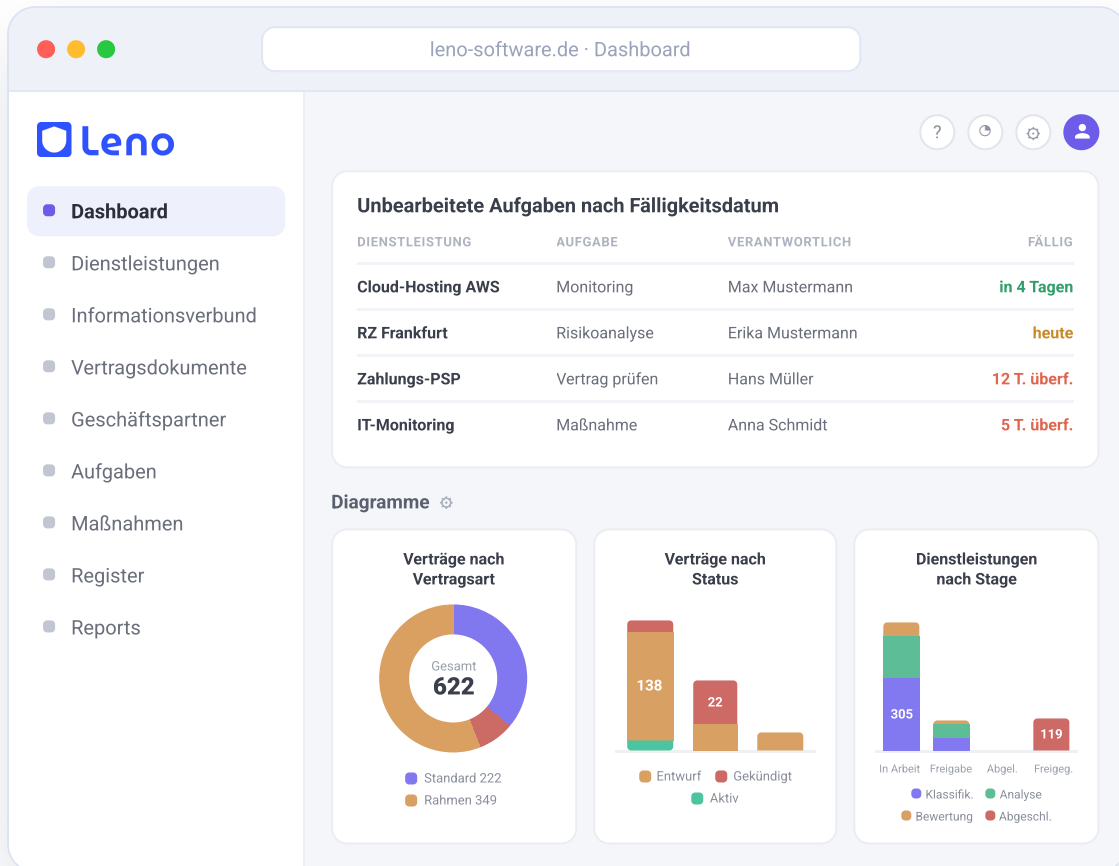 leno-software.de · Dashboard
Leno
?
Dashboard
Dienstleistungen
Informationsverbund
Vertragsdokumente
Geschäftspartner
Aufgaben
Maßnahmen
Register
Reports
Unbearbeitete Aufgaben nach Fälligkeitsdatum
DIENSTLEISTUNG AUFGABE VERANTWORTLICH FÄLLIG
Cloud-Hosting AWS Monitoring Max Mustermann in 4 Tagen
RZ Frankfurt Risikoanalyse Erika Mustermann heute
Zahlungs-PSP Vertrag prüfen Hans Müller 12 T. überf.
IT-Monitoring Maßnahme Anna Schmidt 5 T. überf.
Diagramme
Verträge nach
Vertragsart
Gesamt
622
Standard 222
Rahmen 349
Verträge nach
Status
138
22
Entwurf Gekündigt
Aktiv
Dienstleistungen
nach Stage
305
119
In Arbeit Freigabe Abgel. Freigeg.
Klassifik. Analyse
Bewertung Abgeschl.